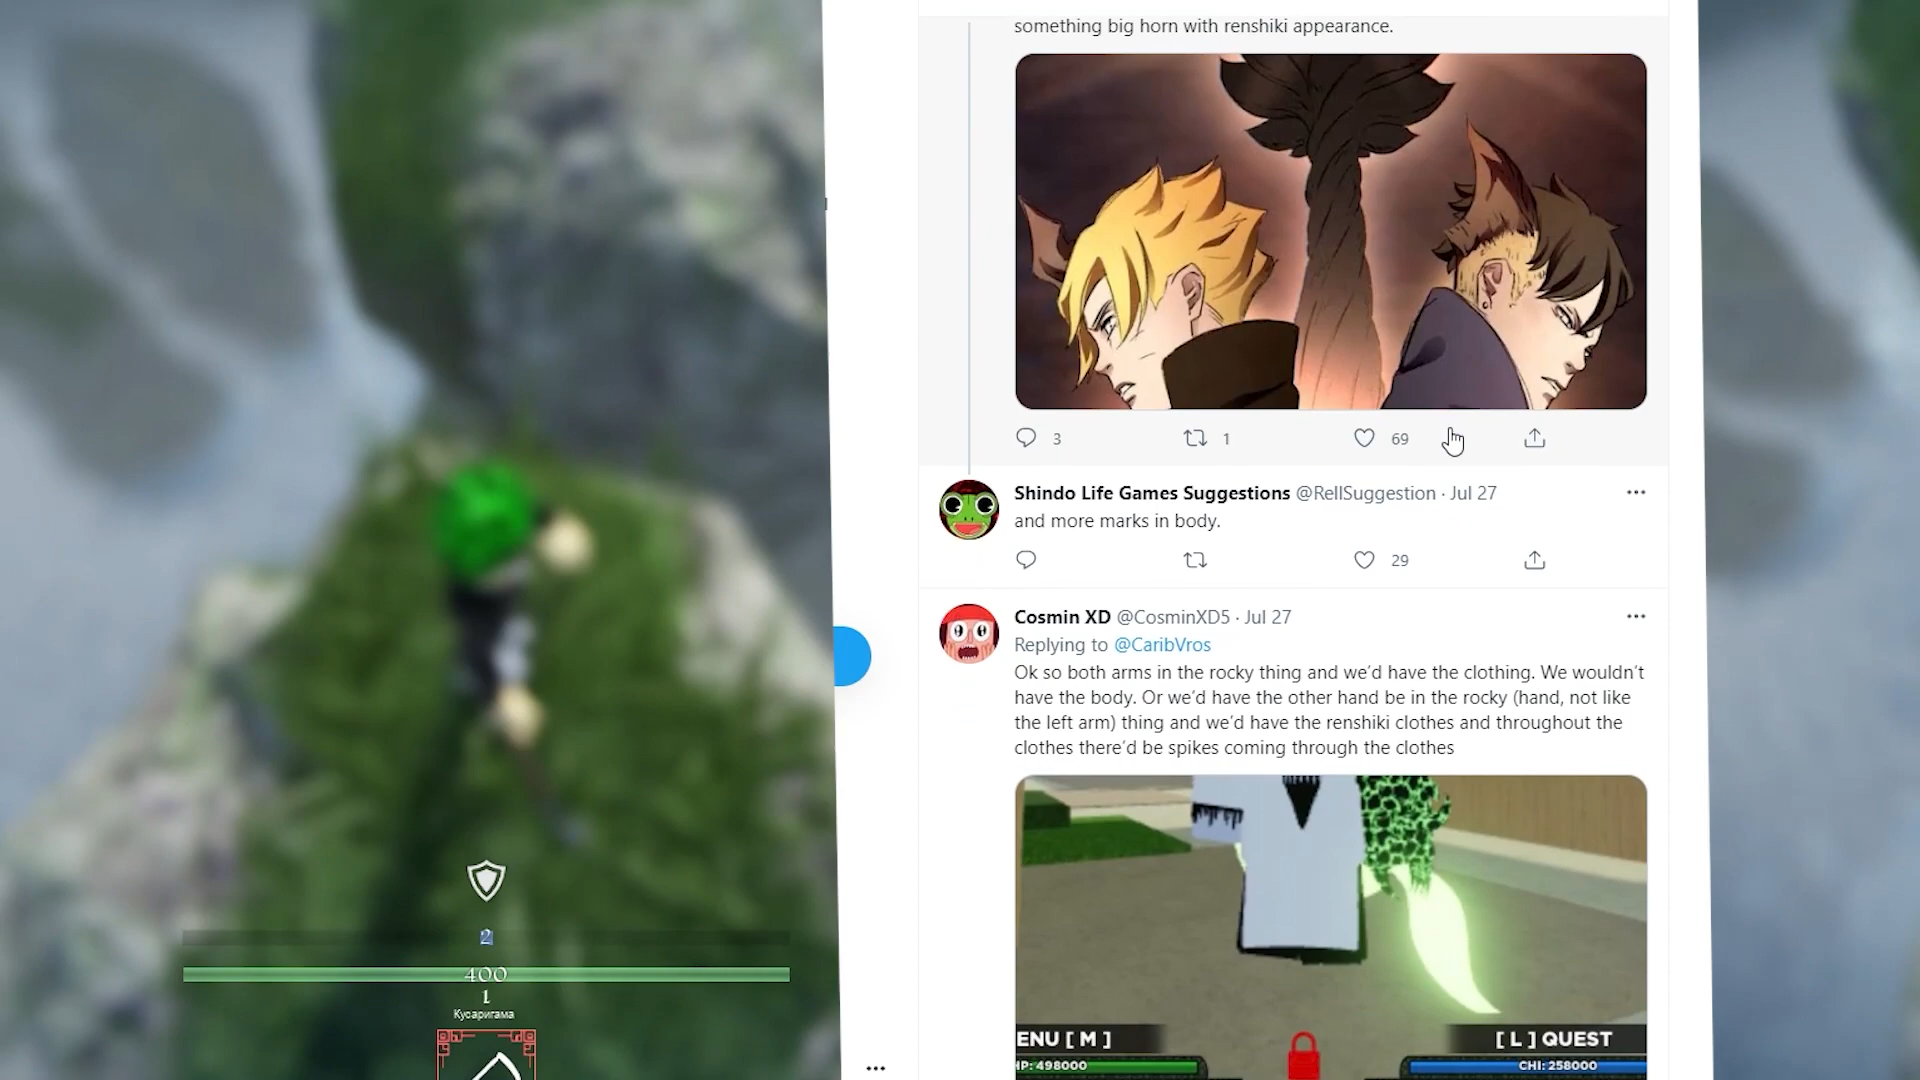 something big horn with renshiki appearance.
3
1
69
Shindo Life Games Suggestions @RellSuggestion · Jul 27
and more marks in body.
29
Cosmin XD @CosminXD5 · Jul 27
Replying to @CaribVros
Ok so both arms in the rocky thing and we’d have the clothing. We wouldn’t
have the body. Or we’d have the other hand be in the rocky (hand, not like
the left arm) thing and we’d have the renshiki clothes and throughout the
clothes there’d be spikes coming through the clothes
ENU [ M ]
[ L ] QUEST
HP: 498000
CHI: 258000
2
400
1
Кусаригама